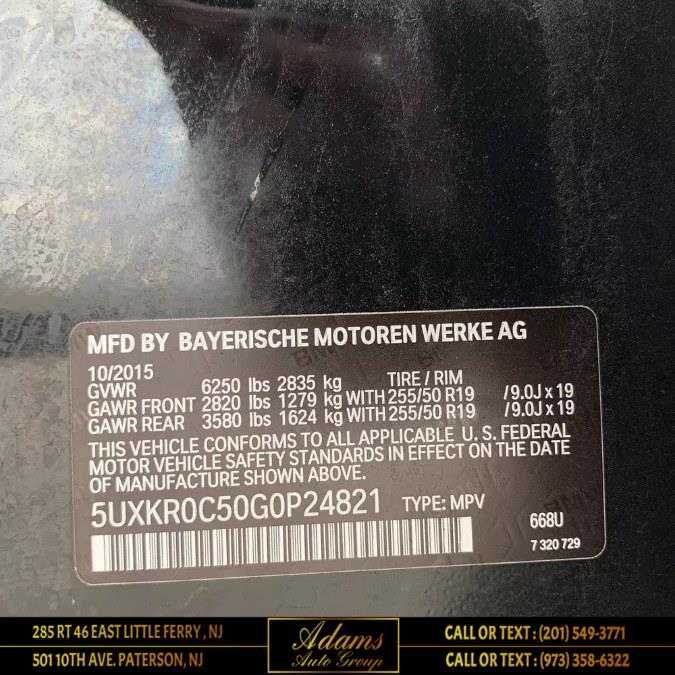 MFD BY BAYERISCHE MOTOREN WERKE AG
10/2015
GVWR 6250 lbs 2835 kg TIRE / RIM
GAWR FRONT 2820 lbs 1279 kg WITH 255/50 R19 /9.0J x 19
GAWR REAR 3580 lbs 1624 kg WITH 255/50 R19 /9.0J x 19
THIS VEHICLE CONFORMS TO ALL APPLICABLE U. S. FEDERAL
MOTOR VEHICLE SAFETY STANDARDS IN EFFECT ON THE DATE
OF MANUFACTURE SHOWN ABOVE.
5UXKR0C50G0P24821 TYPE: MPV
668U
7 320 729
285 RT 46 EAST LITTLE FERRY , NJ
501 10TH AVE. PATERSON, NJ
Adams
Auto Group
CALL OR TEXT : (201) 549-3771
CALL OR TEXT : (973) 358-6322